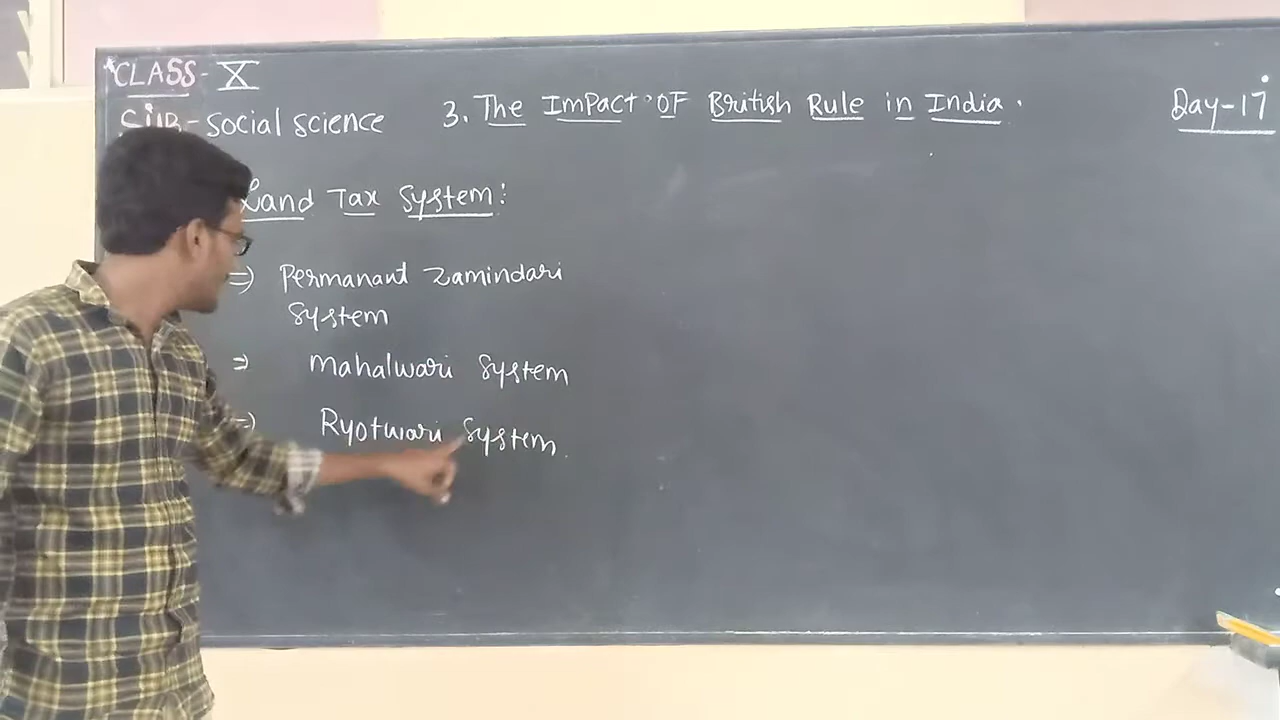 CLASS - X
SUB - Social Science
3. The Impact of British Rule in India.
Day-17
Land Tax System:
⇒ Permanant Zamindari
System
⇒ Mahalwari System
⇒ Ryotwari System.